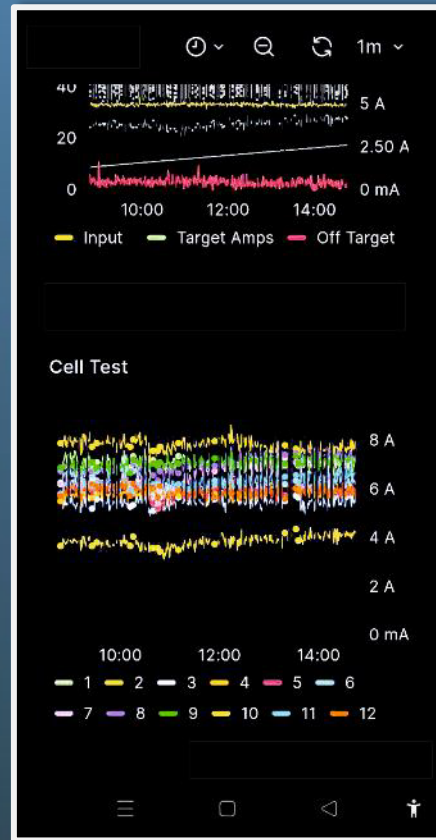 1m
40
5 A
20
2.50 A
0
0 mA
10:00 12:00 14:00
Input Target Amps Off Target
Cell Test
8 A
6 A
4 A
2 A
0 mA
10:00 12:00 14:00
1 2 3 4 5 6
7 8 9 10 11 12